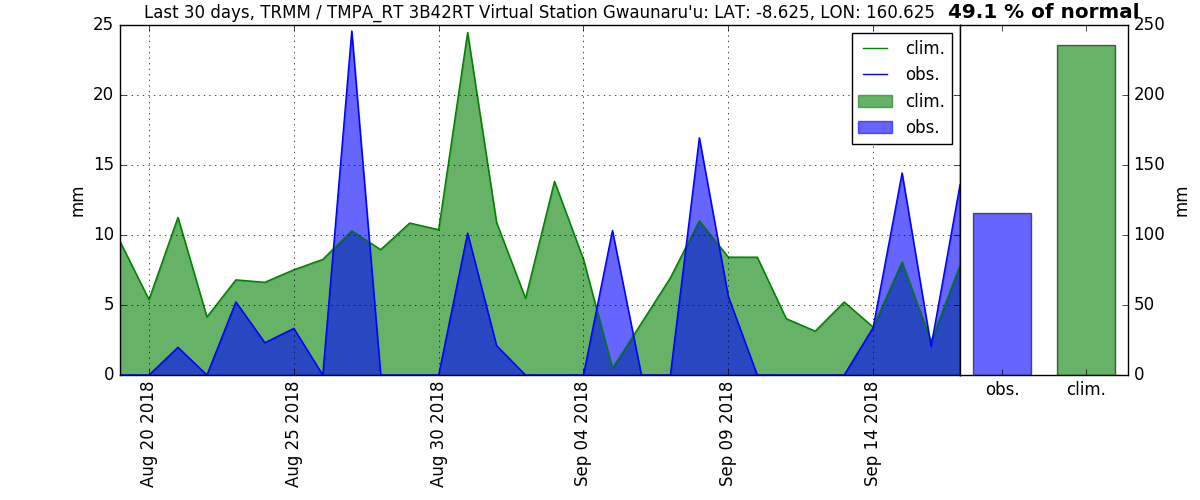 Last 30 days, TRMM / TMPA_RT 3B42RT Virtual Station Gwaunaru'u: LAT: -8.625, LON: 160.625
49.1 % of normal
25
20
15
10
5
0
mm
clim.
obs.
clim.
obs.
Aug 20 2018
Aug 25 2018
Aug 30 2018
Sep 04 2018
Sep 09 2018
Sep 14 2018
250
200
150
100
50
0
mm
obs.
clim.